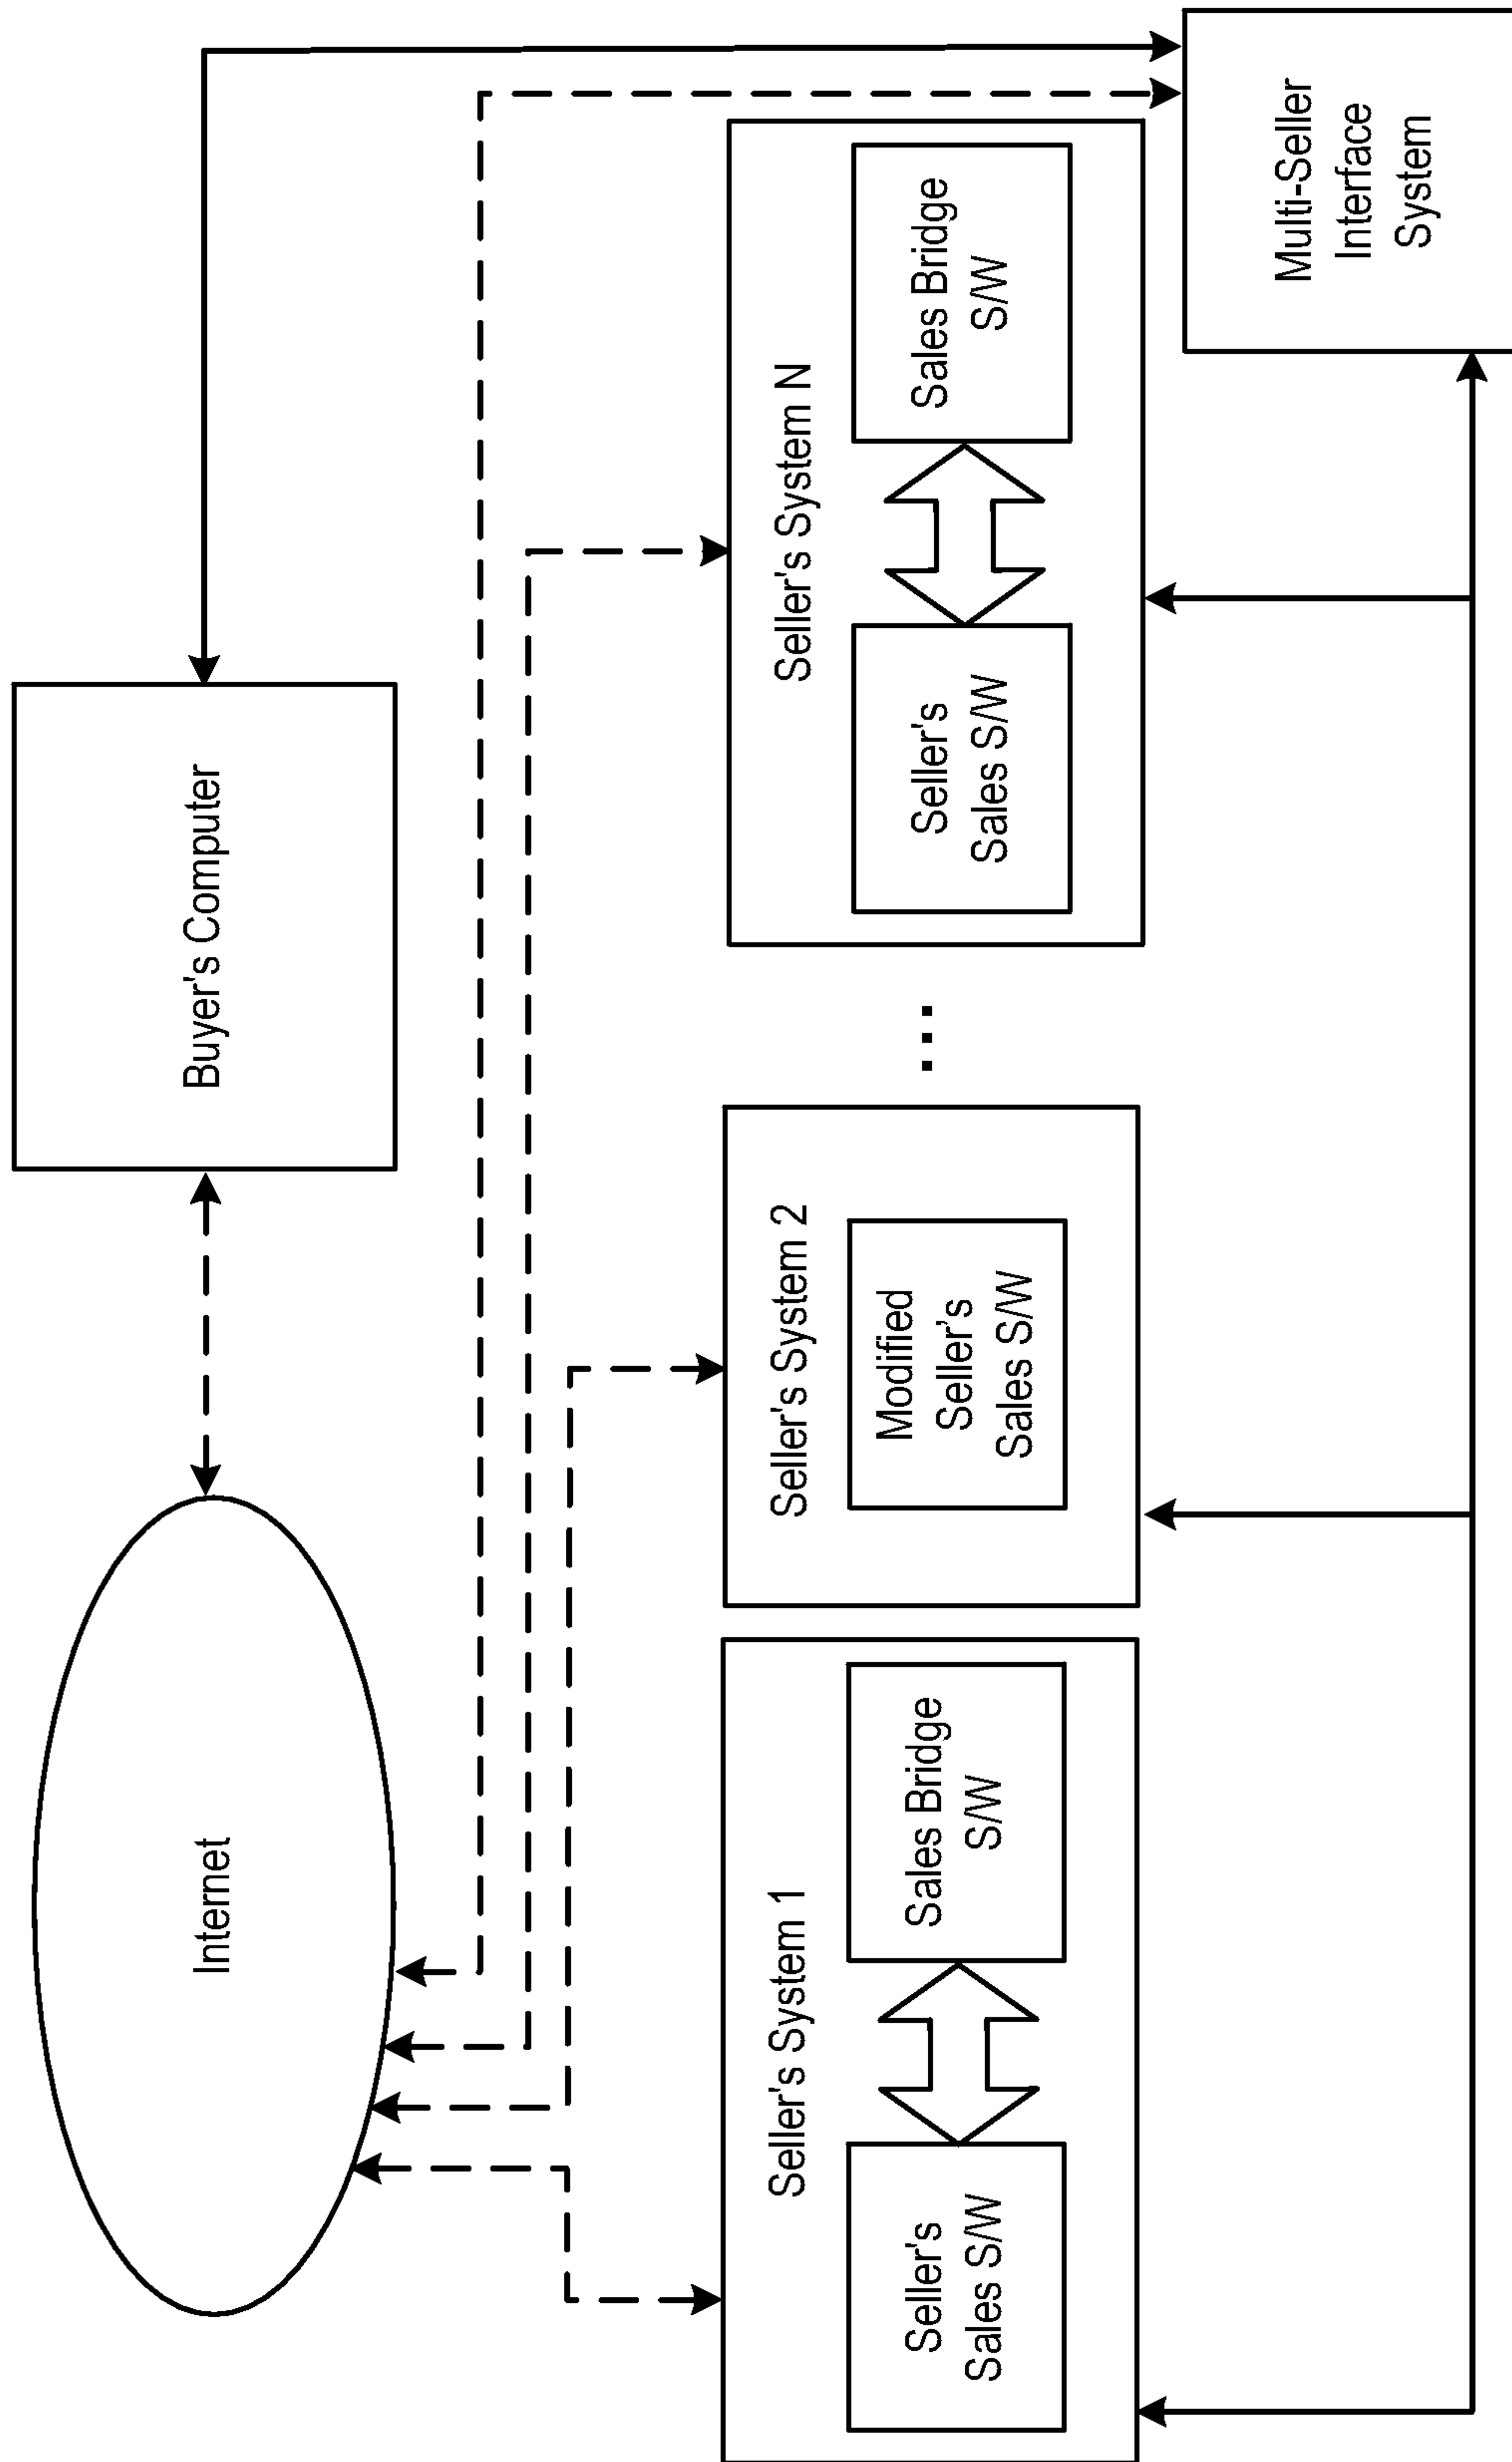 Internet
Buyer's Computer
Seller's System 1
Seller's
Sales S/W
Sales Bridge
S/W
Seller's System 2
Modified
Seller's
Sales S/W
...
Seller's System N
Seller's
Sales S/W
Sales Bridge
S/W
Multi-Seller
Interface
System